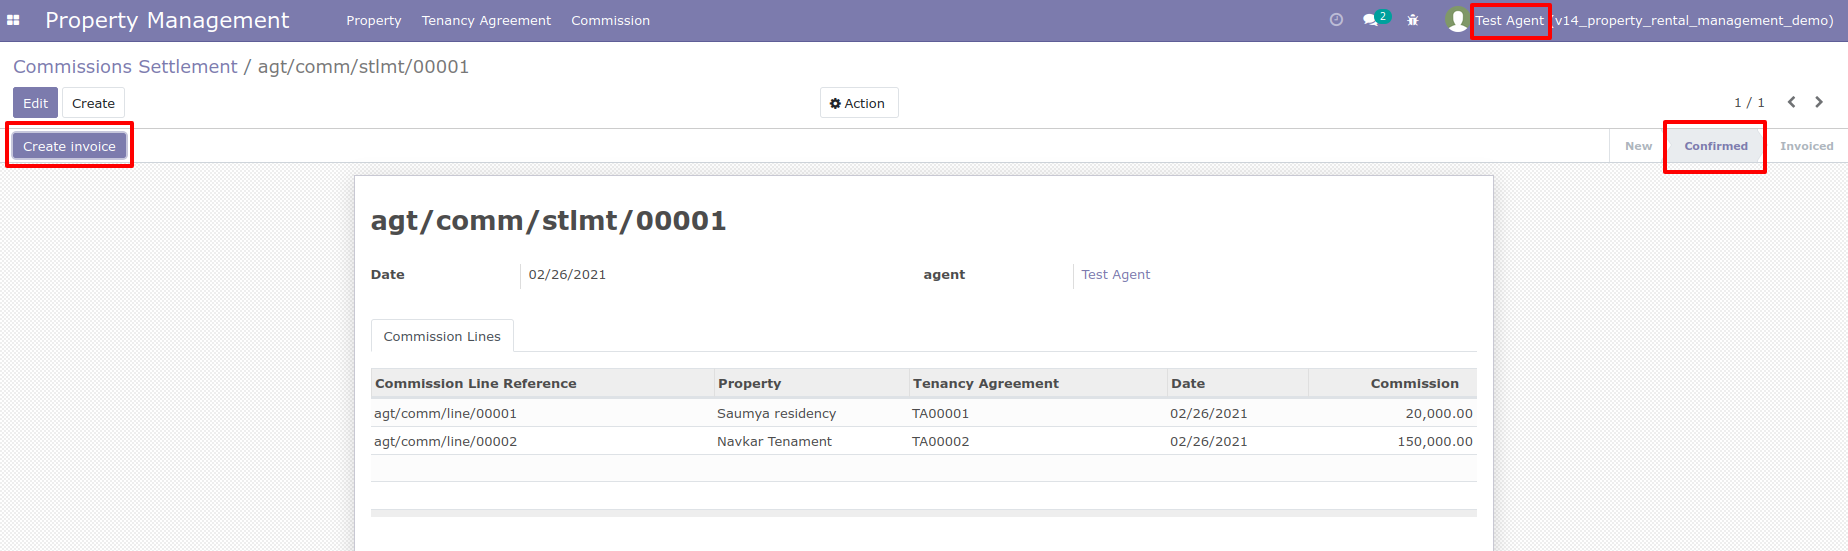 Property Management Property Tenancy Agreement Commission 2 Test Agent (v14_property_rental_management_demo)
Commissions Settlement / agt/comm/stlmt/00001
Edit Create Action 1 / 1
Create invoice New Confirmed Invoiced
agt/comm/stlmt/00001
Date 02/26/2021 agent Test Agent
Commission Lines
Commission Line Reference Property Tenancy Agreement Date Commission
agt/comm/line/00001 Saumya residency TA00001 02/26/2021 20,000.00
agt/comm/line/00002 Navkar Tenament TA00002 02/26/2021 150,000.00